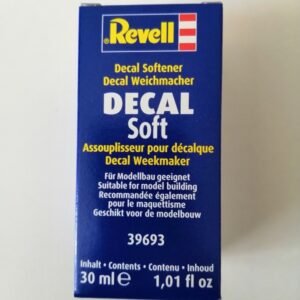 Revell
Decal Softener
Decal Weichmacher
DECAL
Soft
Assouplisseur pour décalque
Decal Weekmaker
Für Modellbau geeignet
Suitable for model building
Recommandée également
pour le maquettisme
Geschikt voor de modelbouw
39693
Inhalt · Contents · Contenu · Inhoud
30 ml ℮ 1,01 fl. oz